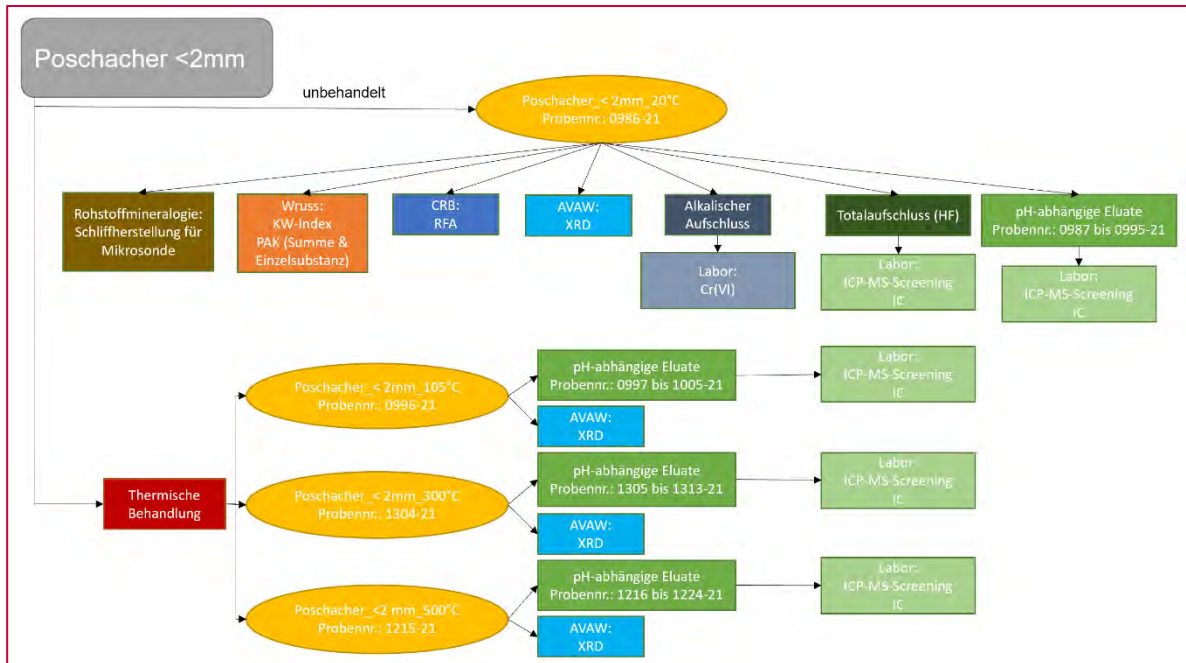 Poschacher <2mm
unbehandelt
Poschacher_< 2mm_20°C
Probennr.: 0986-21
Rohstoffmineralogie:
Schliffherstellung für
Mikrosonde
Wruss:
KW-Index
PAK (Summe &
Einzelsubstanz)
CRB:
RFA
AVAW:
XRD
Alkalischer
Aufschluss
Totalaufschluss (HF)
pH-abhängige Eluate
Probennr.: 0987 bis 0995-21
Labor:
Cr(VI)
Labor:
ICP-MS-Screening
IC
Labor:
ICP-MS-Screening
IC
Poschacher_< 2mm_105°C
Probennr.: 0996-21
pH-abhängige Eluate
Probennr.: 0997 bis 1005-21
Labor:
ICP-MS-Screening
IC
AVAW:
XRD
Thermische
Behandlung
Poschacher_< 2mm_300°C
Probennr.: 1304-21
pH-abhängige Eluate
Probennr.: 1305 bis 1313-21
Labor:
ICP-MS-Screening
IC
AVAW:
XRD
Poschacher_<2 mm_500°C
Probennr.: 1215-21
pH-abhängige Eluate
Probennr.: 1216 bis 1224-21
Labor:
ICP-MS-Screening
IC
AVAW:
XRD